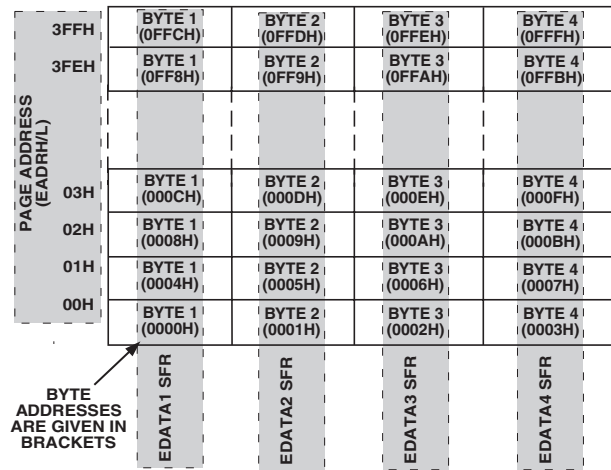 3FFH
BYTE 1 BYTE 2 BYTE 3 BYTE 4
(0FFCH) (0FFDH) (0FFEH) (0FFFH)
3FEH
BYTE 1 BYTE 2 BYTE 3 BYTE 4
(0FF8H) (0FF9H) (0FFAH) (0FFBH)
PAGE ADDRESS
(EADRH/L)
03H
BYTE 1 BYTE 2 BYTE 3 BYTE 4
(000CH) (000DH) (000EH) (000FH)
02H
BYTE 1 BYTE 2 BYTE 3 BYTE 4
(0008H) (0009H) (000AH) (000BH)
01H
BYTE 1 BYTE 2 BYTE 3 BYTE 4
(0004H) (0005H) (0006H) (0007H)
00H
BYTE 1 BYTE 2 BYTE 3 BYTE 4
(0000H) (0001H) (0002H) (0003H)
BYTE
ADDRESSES
ARE GIVEN IN
BRACKETS
EDATA1 SFR
EDATA2 SFR
EDATA3 SFR
EDATA4 SFR